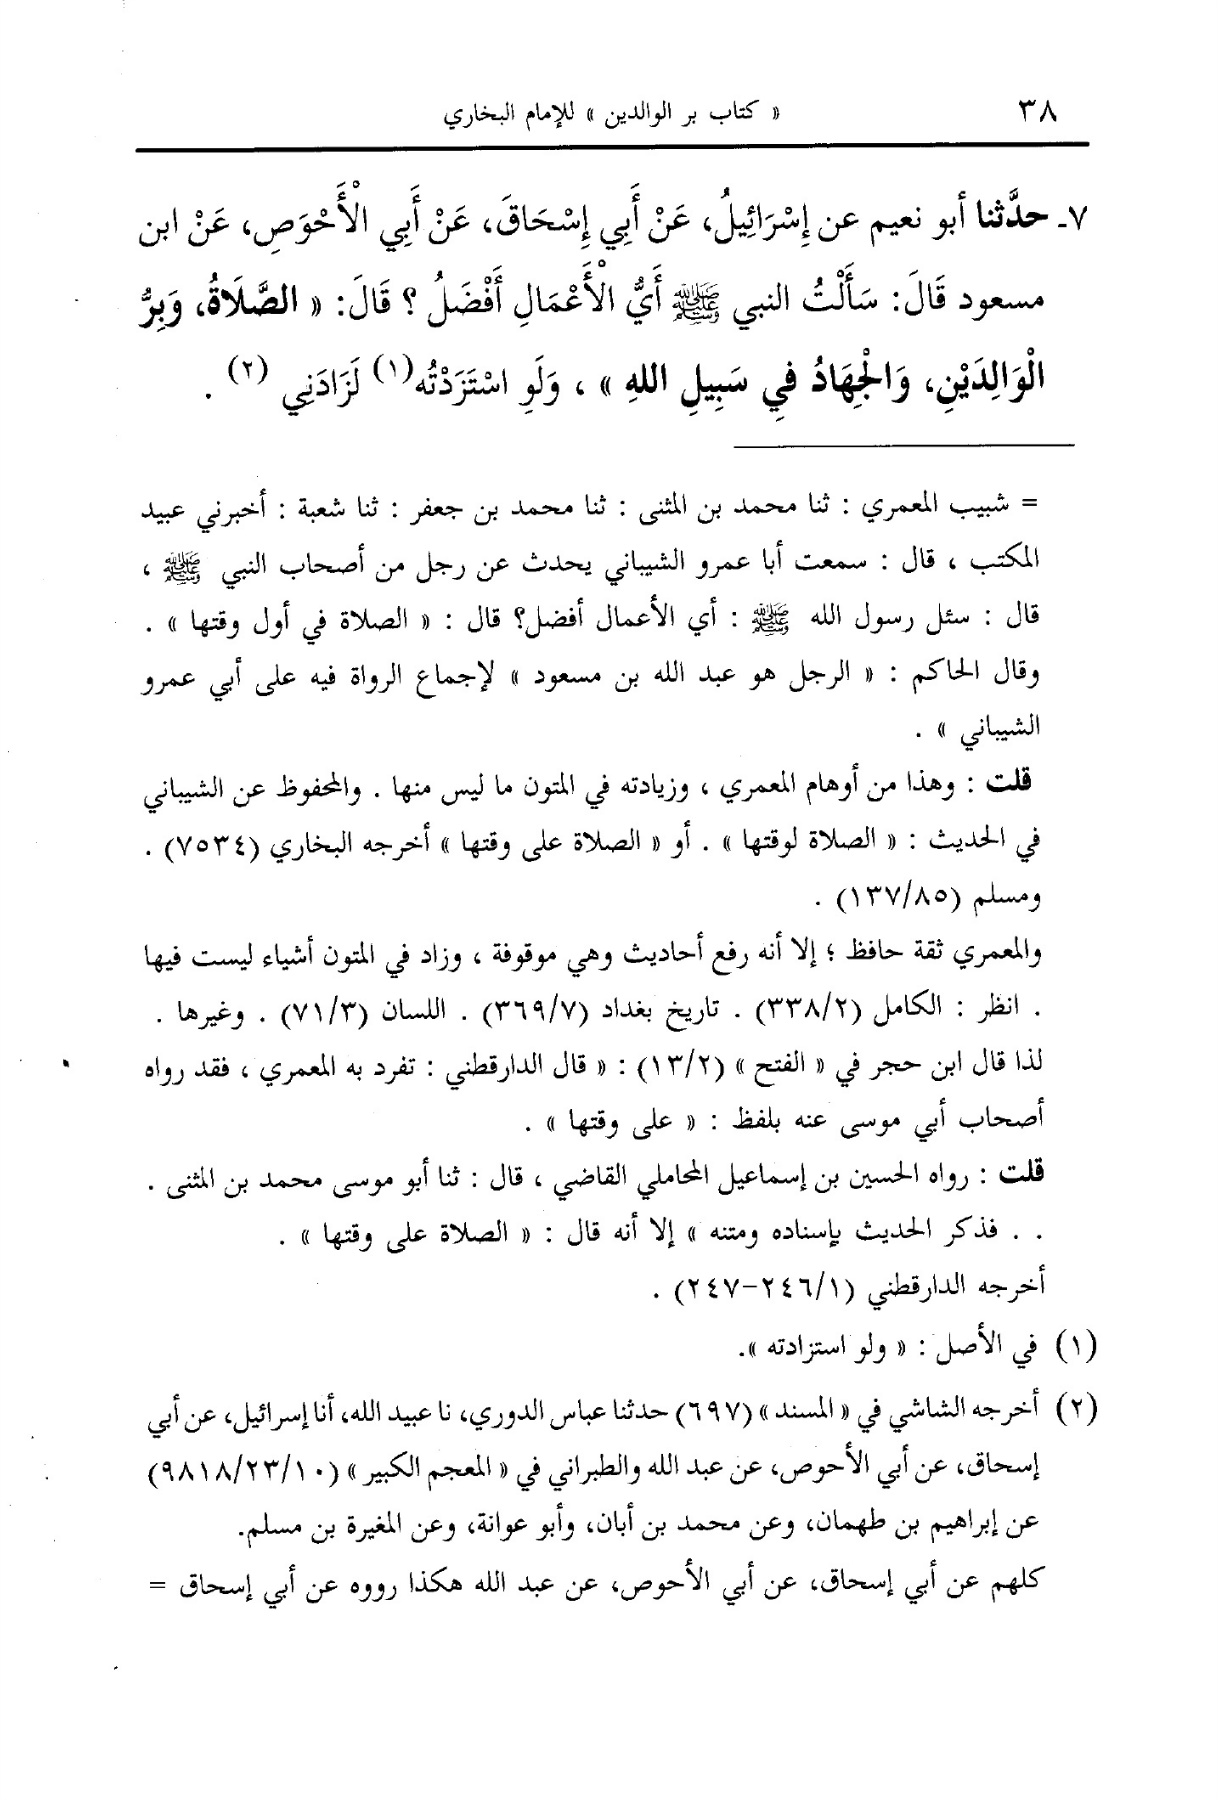 ٣٨
« كتاب بر الوالدين » للإمام البخاري
٧ـ حدَّثنا أبو نعيم عن إِسْرَائِيلُ، عَنْ أَبِي إِسْحَاقَ، عَنْ أَبِي الْأَحْوَصِ، عَنْ ابن
مسعود قَالَ: سَأَلْتُ النبي ﷺ أَيُّ الْأَعْمَالِ أَفْضَلُ ؟ قَالَ: « الصَّلَاةُ، وَبِرُّ
الْوَالِدَيْنِ، وَالْجِهَادُ فِي سَبِيلِ اللهِ » ، وَلَوِ اسْتَزَدْتُه(١) لَزَادَنِي (٢) .
= شبيب المعمري : ثنا محمد بن المثنى : ثنا محمد بن جعفر : ثنا شعبة : أخبرني عبيد
المكتب ، قال : سمعت أبا عمرو الشيباني يحدث عن رجل من أصحاب النبي ﷺ ،
قال : سئل رسول الله ﷺ : أي الأعمال أفضل؟ قال : « الصلاة في أول وقتها » .
وقال الحاكم : « الرجل هو عبد الله بن مسعود » لإجماع الرواة فيه على أبي عمرو
الشيباني » .
قلت : وهذا من أوهام المعمري ، وزيادته في المتون ما ليس منها . والمحفوظ عن الشيباني
في الحديث : « الصلاة لوقتها » . أو « الصلاة على وقتها » أخرجه البخاري (٧٥٣٤) .
ومسلم (١٣٧/٨٥) .
والمعمري ثقة حافظ ؛ إلا أنه رفع أحاديث وهي موقوفة ، وزاد في المتون أشياء ليست فيها
. انظر : الكامل (٣٣٨/٢) . تاريخ بغداد (٣٦٩/٧) . اللسان (٧١/٣) . وغيرها .
لذا قال ابن حجر في « الفتح » (١٣/٢) : « قال الدارقطني : تفرد به المعمري ، فقد رواه
أصحاب أبي موسى عنه بلفظ : « على وقتها » .
قلت : رواه الحسين بن إسماعيل المحاملي القاضي ، قال : ثنا أبو موسى محمد بن المثنى .
. . فذكر الحديث بإسناده ومتنه » إلا أنه قال : « الصلاة على وقتها » .
أخرجه الدارقطني (٢٤٦/١-٢٤٧) .
(١) في الأصل : « ولو استزادته ».
(٢) أخرجه الشاشي في « المسند » (٦٩٧) حدثنا عباس الدوري، نا عبيد الله، أنا إسرائيل، عن أبي
إسحاق، عن أبي الأحوص، عن عبد الله والطبراني في « المعجم الكبير » (٩٨١٨/٢٣/١٠)
عن إبراهيم بن طهمان، وعن محمد بن أبان، وأبو عوانة، وعن المغيرة بن مسلم.
كلهم عن أبي إسحاق، عن أبي الأحوص، عن عبد الله هكذا رووه عن أبي إسحاق =